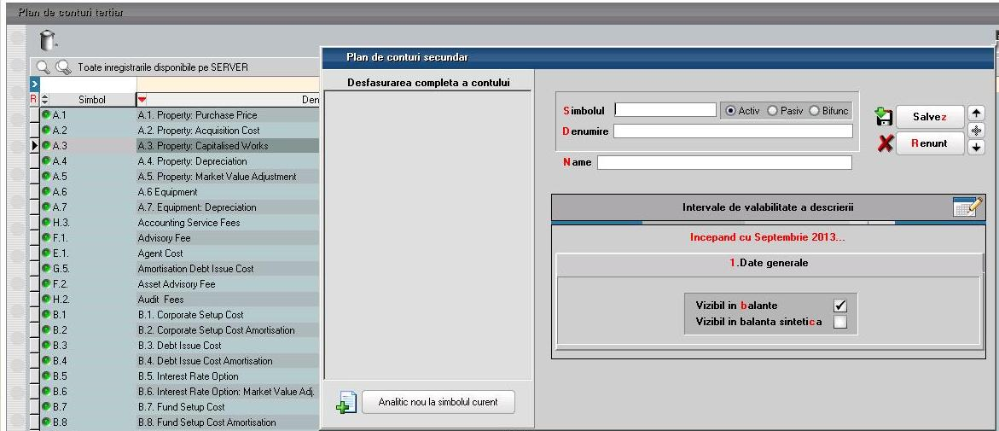 Plan de conturi tertiar
Toate inregistrarile disponibile pe SERVER
R Simbol Den
A.1 A.1. Property: Purchase Price
A.2 A.2. Property: Acquisition Cost
A.3 A.3. Property: Capitalised Works
A.4 A.4. Property: Depreciation
A.5 A.5. Property: Market Value Adjustment
A.6 A.6 Equipment
A.7 A.7. Equipment: Depreciation
H.3. Accounting Service Fees
F.1. Advisory Fee
E.1. Agent Cost
G.5. Amortisation Debt Issue Cost
F.2. Asset Advisory Fee
H.2. Audit Fees
B.1 B.1. Corporate Setup Cost
B.2 B.2. Corporate Setup Cost Amortisation
B.3 B.3. Debt Issue Cost
B.4 B.4. Debt Issue Cost Amortisation
B.5 B.5. Interest Rate Option
B.6 B.6. Interest Rate Option: Market Value Adj.
B.7 B.7. Fund Setup Cost
B.8 B.8. Fund Setup Cost Amortisation
Plan de conturi secundar
Desfasurarea completa a contului
Analitic nou la simbolul curent
Simbolul Activ Pasiv Bifunc
Denumire
Name
Salvez
Renunt
Intervale de valabilitate a descrierii
Incepand cu Septembrie 2013...
1.Date generale
Vizibil in balante
Vizibil in balanta sintetica